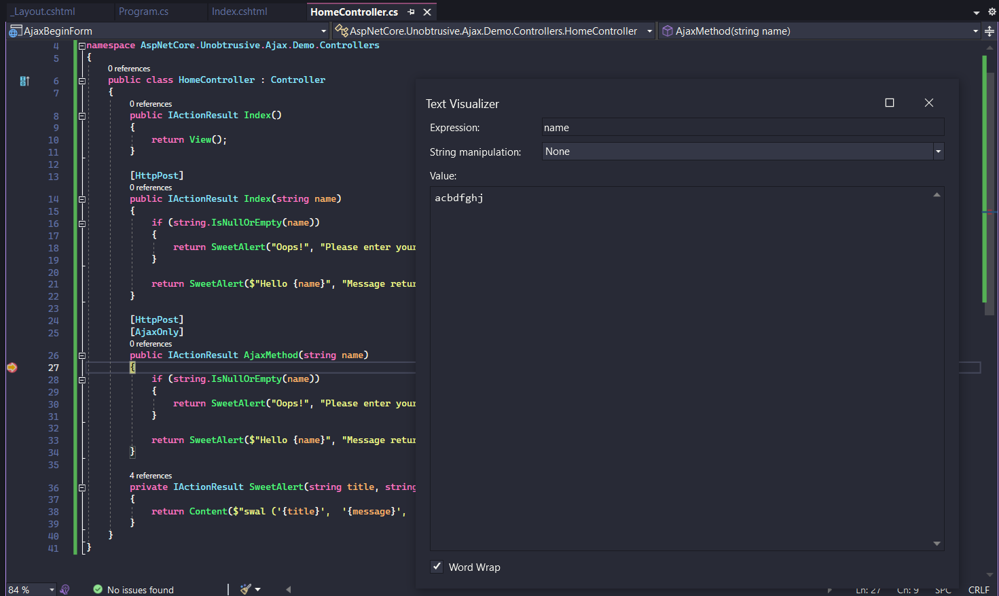 _Layout.cshtml Program.cs Index.cshtml HomeController.cs
AjaxBeginForm AspNetCore.Unobtrusive.Ajax.Demo.Controllers.HomeController AjaxMethod(string name)
4 namespace AspNetCore.Unobtrusive.Ajax.Demo.Controllers
5 {
0 references
6 public class HomeController : Controller
7 {
0 references
8 public IActionResult Index()
9 {
10 return View();
11 }
12
13 [HttpPost]
0 references
14 public IActionResult Index(string name)
15 {
16 if (string.IsNullOrEmpty(name))
17 {
18 return SweetAlert("Oops!", "Please enter your
19 }
20
21 return SweetAlert($"Hello {name}", "Message retur
22 }
23
24 [HttpPost]
25 [AjaxOnly]
0 references
26 public IActionResult AjaxMethod(string name)
27 {
28 if (string.IsNullOrEmpty(name))
29 {
30 return SweetAlert("Oops!", "Please enter your
31 }
32
33 return SweetAlert($"Hello {name}", "Message retur
34 }
35
4 references
36 private IActionResult SweetAlert(string title, string
37 {
38 return Content($"swal ('{title}', '{message}',
39 }
40 }
41 }
Text Visualizer
Expression: name
String manipulation: None
Value:
acbdfghj
Word Wrap
84 % No issues found Ln: 27 Ch: 9 SPC CRLF